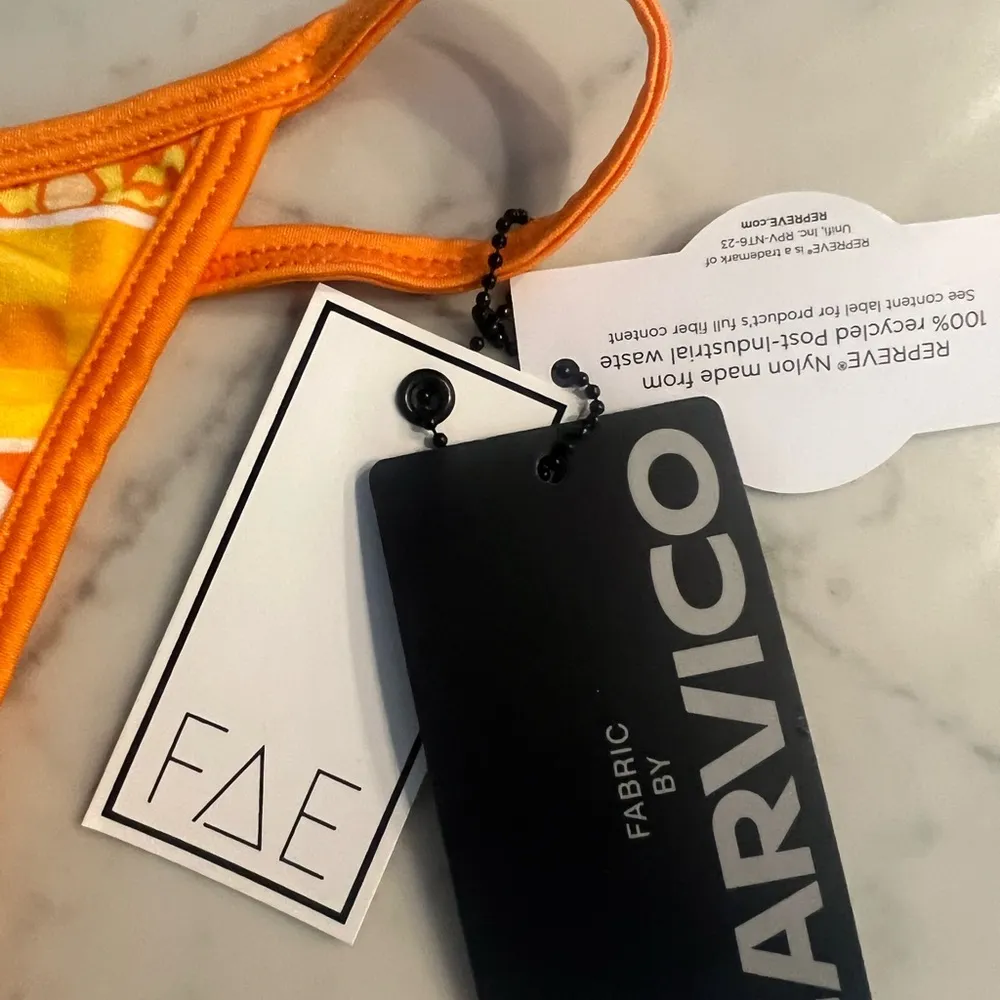 FAE
FABRIC
BY
ARVICO
REPREVE® Nylon made from
100% recycled Post-Industrial waste
See content label for product's full fiber content
REPREVE® is a trademark of
Unifi, Inc. RPV-NT6-23
REPREVE.com